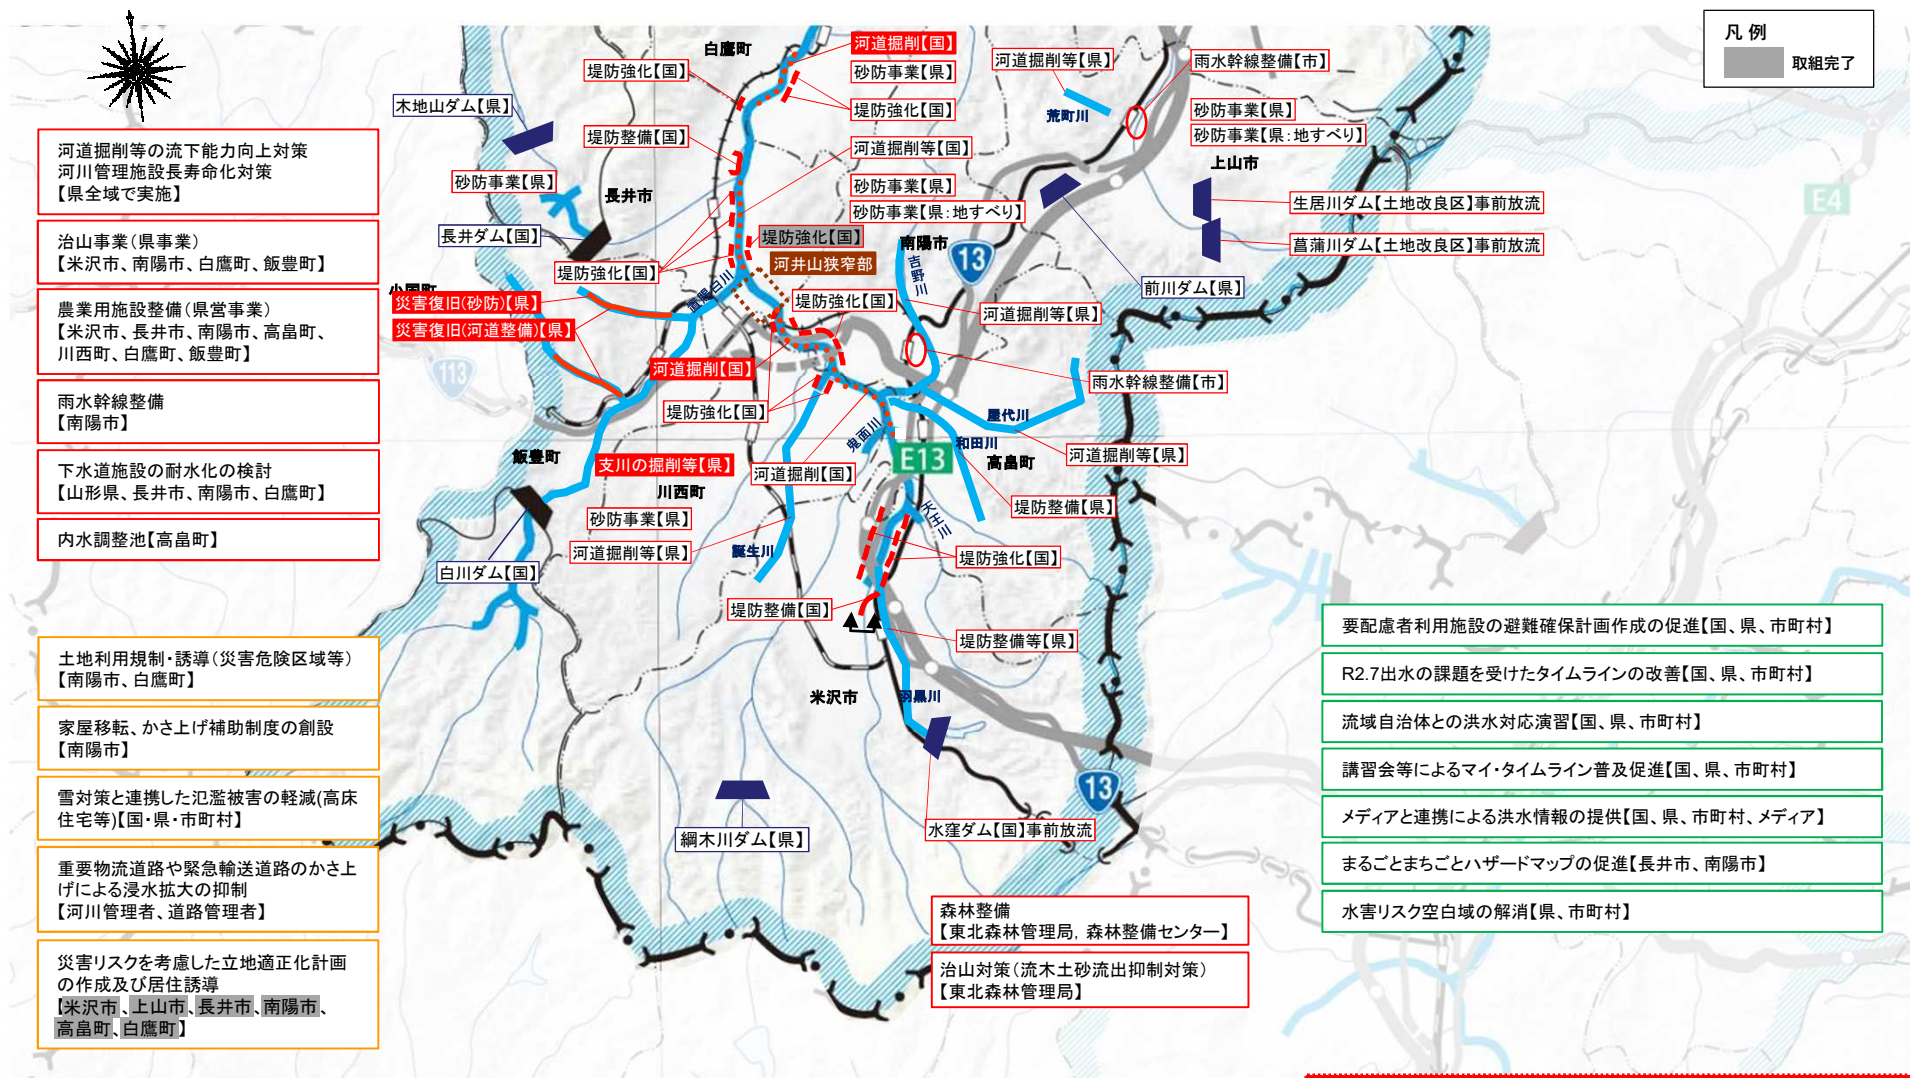 凡 例
取組完了
白鷹町
河道掘削【国】
堤防強化【国】
砂防事業【県】
堤防強化【国】
河道掘削等【県】
荒町川
雨水幹線整備【市】
砂防事業【県】
砂防事業【県：地すべり】
上山市
木地山ダム【県】
堤防整備【国】
河道掘削等【国】
砂防事業【県】
長井市
砂防事業【県】
砂防事業【県：地すべり】
長井ダム【国】
堤防強化【国】
河井山狭窄部
南陽市
13
吉野川
生居川ダム【土地改良区】事前放流
菖蒲川ダム【土地改良区】事前放流
E4
前川ダム【県】
堤防強化【国】
置賜白川
小国町
災害復旧(砂防)【県】
災害復旧(河道整備)【県】
堤防強化【国】
河道掘削等【県】
113
河道掘削【国】
雨水幹線整備【市】
堤防強化【国】
屋代川
鬼面川
和田川
E13
高畠町
河道掘削等【県】
飯豊町
支川の掘削等【県】
河道掘削【国】
川西町
砂防事業【県】
堤防整備【県】
天王川
河道掘削等【県】
誕生川
堤防強化【国】
白川ダム【国】
堤防整備【国】
堤防整備等【県】
米沢市
羽黒川
13
綱木川ダム【県】
水窪ダム【国】事前放流
河道掘削等の流下能力向上対策
河川管理施設長寿命化対策
【県全域で実施】
治山事業（県事業）
【米沢市、南陽市、白鷹町、飯豊町】
農業用施設整備（県営事業）
【米沢市、長井市、南陽市、高畠町、
川西町、白鷹町、飯豊町】
雨水幹線整備
【南陽市】
下水道施設の耐水化の検討
【山形県、長井市、南陽市、白鷹町】
内水調整池【高畠町】
土地利用規制・誘導（災害危険区域等）
【南陽市、白鷹町】
家屋移転、かさ上げ補助制度の創設
【南陽市】
雪対策と連携した氾濫被害の軽減(高床
住宅等)【国・県・市町村】
重要物流道路や緊急輸送道路のかさ上
げによる浸水拡大の抑制
【河川管理者、道路管理者】
災害リスクを考慮した立地適正化計画
の作成及び居住誘導
【米沢市、上山市、長井市、南陽市、
高畠町、白鷹町】
森林整備
【東北森林管理局，森林整備センター】
治山対策（流木土砂流出抑制対策）
【東北森林管理局】
要配慮者利用施設の避難確保計画作成の促進【国、県、市町村】
R2.7出水の課題を受けたタイムラインの改善【国、県、市町村】
流域自治体との洪水対応演習【国、県、市町村】
講習会等によるマイ・タイムライン普及促進【国、県、市町村】
メディアと連携による洪水情報の提供【国、県、市町村、メディア】
まるごとまちごとハザードマップの促進【長井市、南陽市】
水害リスク空白域の解消【県、市町村】